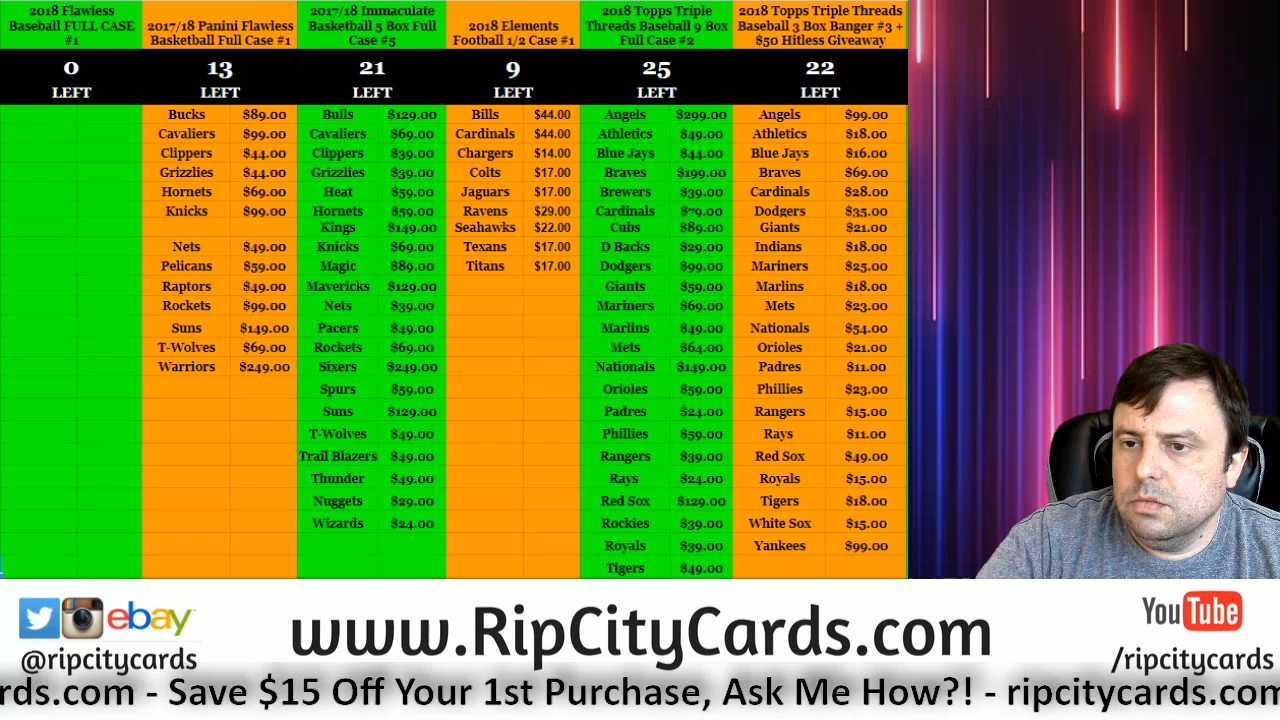 2018 Flawless
Baseball FULL CASE
#1
0
LEFT
2017/18 Panini Flawless
Basketball Full Case #1
13
LEFT
Bucks $89.00
Cavaliers $99.00
Clippers $44.00
Grizzlies $44.00
Hornets $69.00
Knicks $99.00
Nets $49.00
Pelicans $59.00
Raptors $49.00
Rockets $99.00
Suns $149.00
T-Wolves $69.00
Warriors $249.00
2017/18 Immaculate
Basketball 5 Box Full
Case #5
21
LEFT
Bulls $129.00
Cavaliers $69.00
Clippers $39.00
Grizzlies $39.00
Heat $59.00
Hornets $59.00
Kings $149.00
Knicks $69.00
Magic $89.00
Mavericks $129.00
Nets $39.00
Pacers $49.00
Rockets $69.00
Sixers $249.00
Spurs $59.00
Suns $129.00
T-Wolves $49.00
Trail Blazers $49.00
Thunder $49.00
Nuggets $29.00
Wizards $24.00
2018 Elements
Football 1/2 Case #1
9
LEFT
Bills $44.00
Cardinals $44.00
Chargers $14.00
Colts $17.00
Jaguars $17.00
Ravens $29.00
Seahawks $22.00
Texans $17.00
Titans $17.00
2018 Topps Triple
Threads Baseball 9 Box
Full Case #2
25
LEFT
Angels $299.00
Athletics $49.00
Blue Jays $44.00
Braves $199.00
Brewers $39.00
Cardinals $79.00
Cubs $89.00
D Backs $29.00
Dodgers $99.00
Giants $59.00
Mariners $69.00
Marlins $49.00
Mets $64.00
Nationals $149.00
Orioles $59.00
Padres $24.00
Phillies $59.00
Rangers $39.00
Rays $24.00
Red Sox $129.00
Rockies $39.00
Royals $39.00
Tigers $49.00
2018 Topps Triple Threads
Baseball 3 Box Banger #3 +
$50 Hitless Giveaway
22
LEFT
Angels $99.00
Athletics $18.00
Blue Jays $16.00
Braves $69.00
Cardinals $28.00
Dodgers $35.00
Giants $21.00
Indians $18.00
Mariners $25.00
Marlins $18.00
Mets $23.00
Nationals $54.00
Orioles $21.00
Padres $11.00
Phillies $23.00
Rangers $15.00
Rays $11.00
Red Sox $49.00
Royals $15.00
Tigers $18.00
White Sox $15.00
Yankees $99.00
ebay
@ripcitycards
www.RipCityCards.com
YouTube
/ripcitycards
rds.com - Save $15 Off Your 1st Purchase, Ask Me How?! - ripcitycards.com